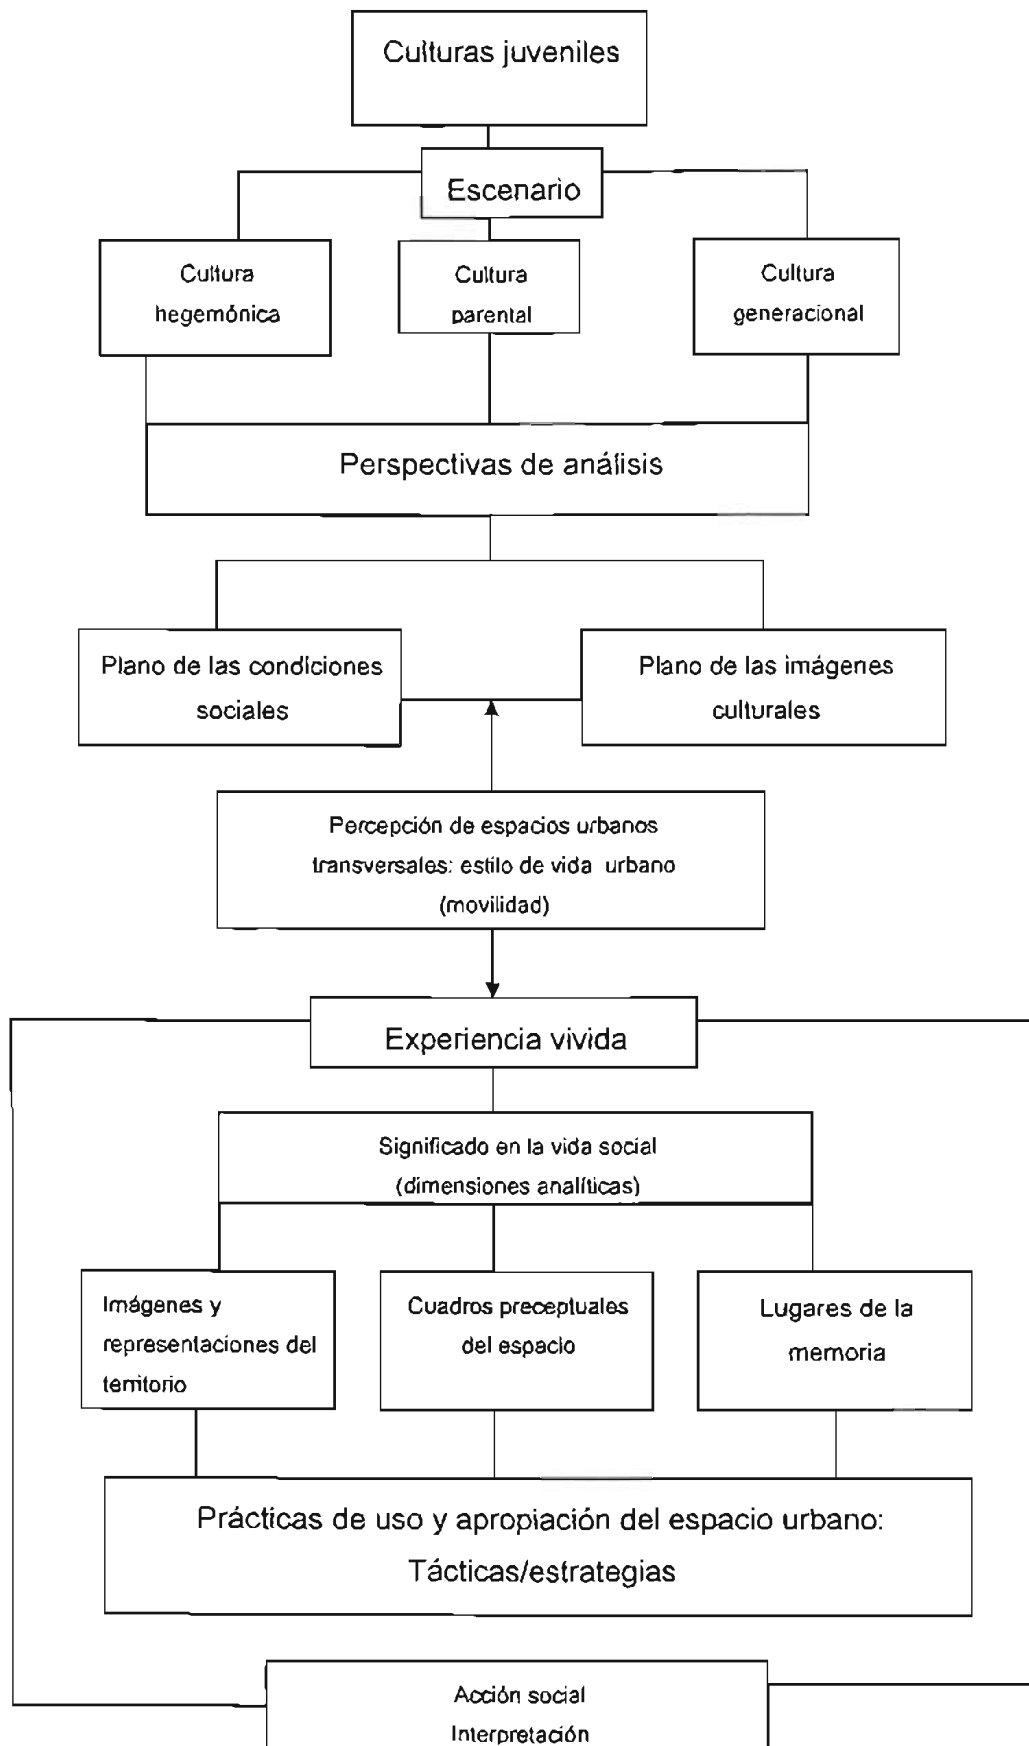 Culturas juveniles
Escenario
Cultura
hegemónica
Cultura
parental
Cultura
generacional
Perspectivas de análisis
Plano de las condiciones
sociales
Plano de las imágenes
culturales
Percepción de espacios urbanos
transversales: estilo de vida urbano
(movilidad)
Experiencia vivida
Significado en la vida social
(dimensiones analíticas)
Imágenes y
representaciones del
territorio
Cuadros preceptuales
del espacio
Lugares de la
memoria
Prácticas de uso y apropiación del espacio urbano:
Tácticas/estrategias
Acción social
Interpretación